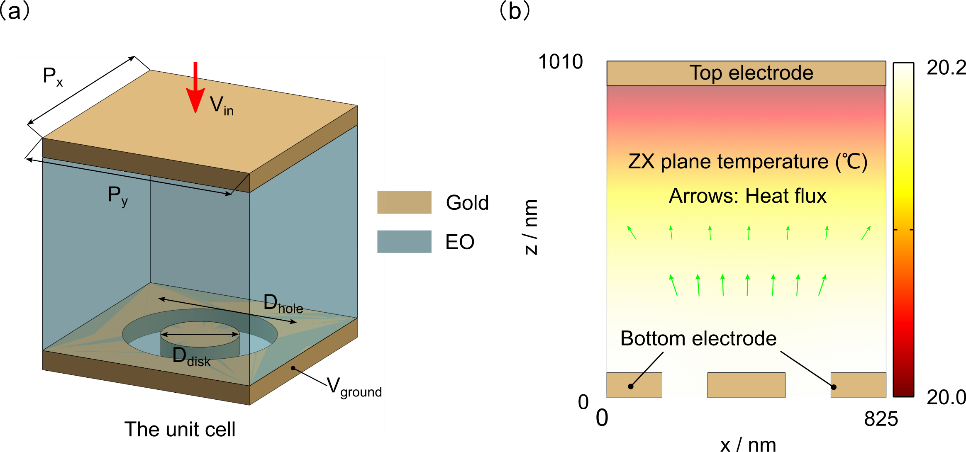 (a)
Px
Vin
Py
Gold
EO
Dhole
Ddisk
Vground
The unit cell
(b)
1010
Top electrode
20.2
ZX plane temperature (℃)
Arrows: Heat flux
z / nm
Bottom electrode
0
20.0
0
825
x / nm